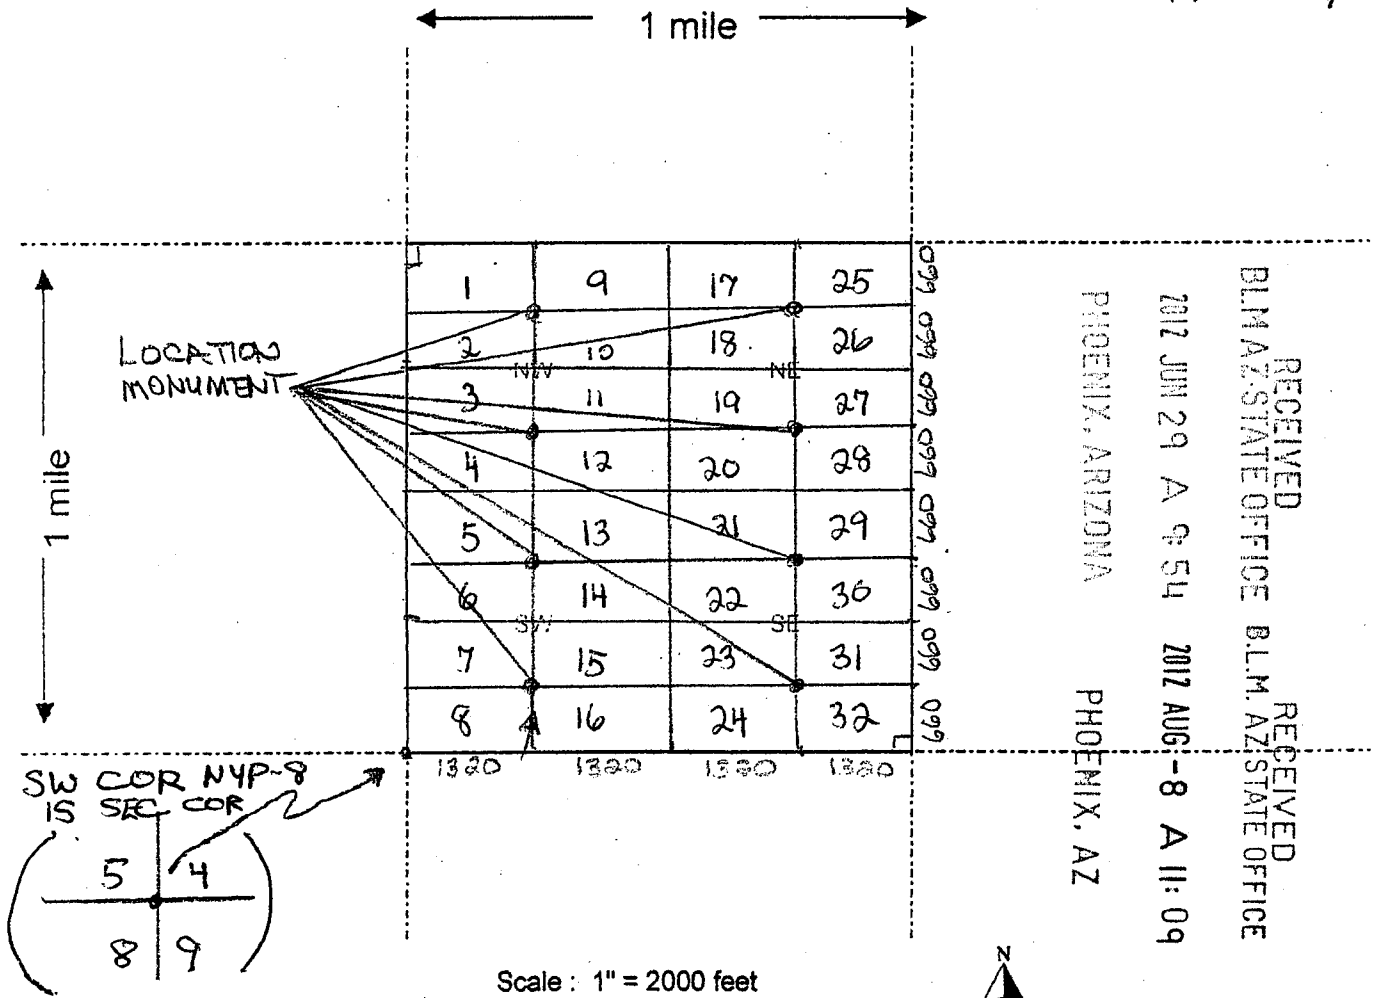 1 mile
1 9 17 25 660
2 10 18 26 660
NW NE
3 11 19 27 660
4 12 20 28 660
5 13 21 29 660
6 14 22 30 660
SW SE
7 15 23 31 660
8 16 24 32 660
1320 1320 1320 1320
LOCATION
MONUMENT
1 mile
SW COR NYP-8
IS SEC COR
5 4
8 9
Scale : 1" = 2000 feet
N
RECEIVED
BLM AZ STATE OFFICE
2012 JUN 29 A 9:54
PHOENIX, ARIZONA
RECEIVED
B.L.M. AZ STATE OFFICE
2012 AUG -8 A 11:09
PHOENIX, AZ